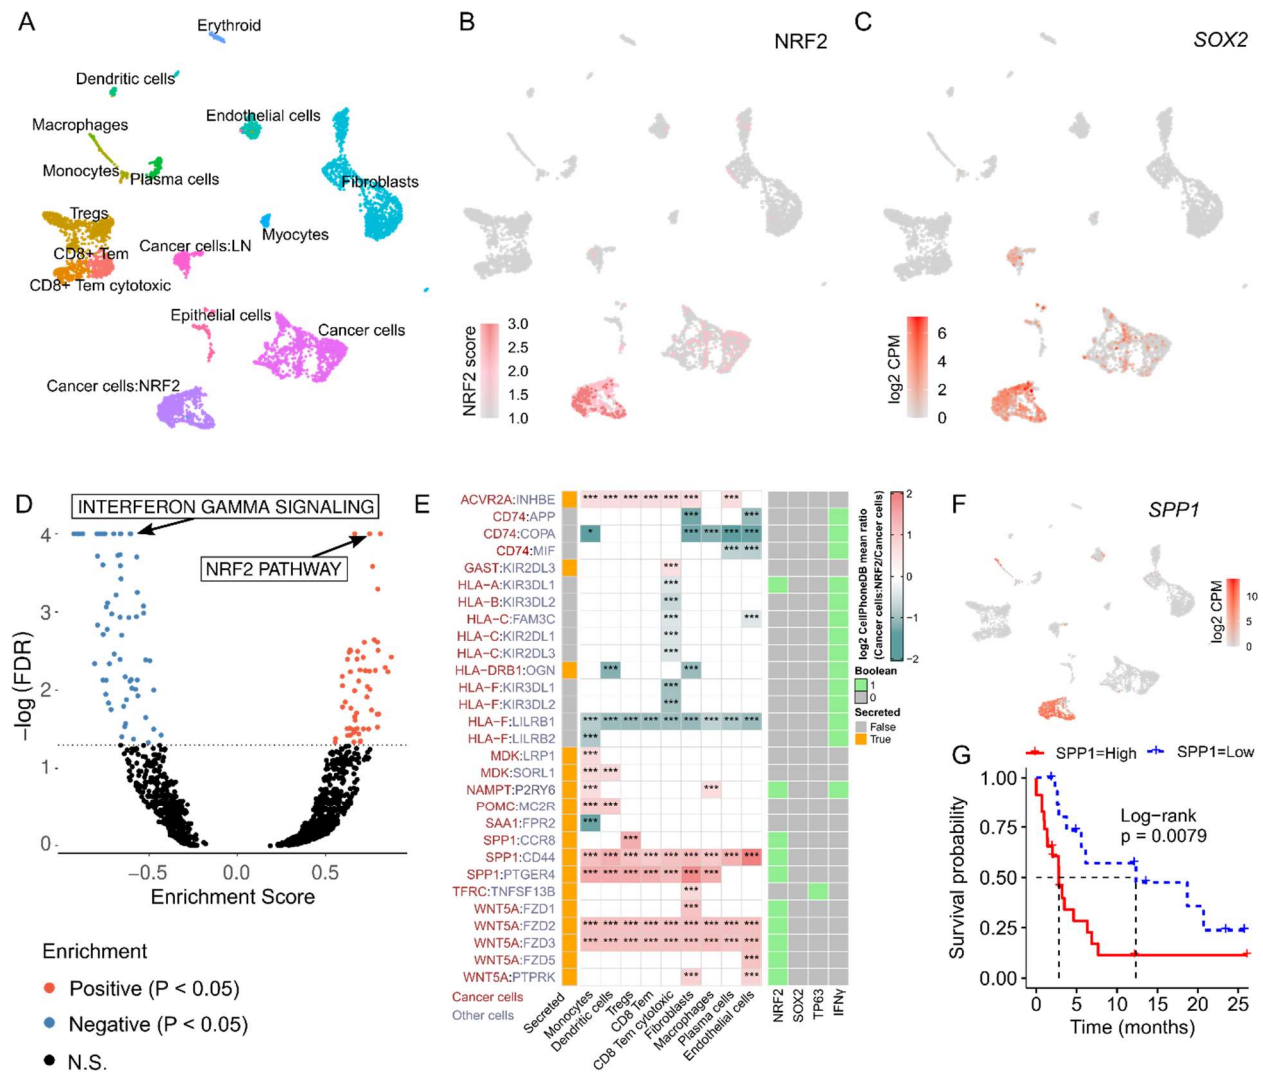 A
Erythroid
Dendritic cells
Endothelial cells
Macrophages
Monocytes
Plasma cells
Fibroblasts
Tregs
Myocytes
Cancer cells:LN
CD8+ Tem
CD8+ Tem cytotoxic
Epithelial cells
Cancer cells
Cancer cells:NRF2
B
NRF2
NRF2 score
3.0
2.5
2.0
1.5
1.0
C
SOX2
log2 CPM
6
4
2
0
D
INTERFERON GAMMA SIGNALING
NRF2 PATHWAY
−log (FDR)
4
3
2
1
0
−0.5
0.0
0.5
Enrichment Score
Enrichment
Positive (P < 0.05)
Negative (P < 0.05)
N.S.
E
ACVR2A:INHBE *** *** *** *** *** *** ***
CD74:APP *** ***
CD74:COPA * *** *** *** ***
CD74:MIF *** ***
GAST:KIR2DL3 ***
HLA−A:KIR3DL1 ***
HLA−B:KIR3DL2 ***
HLA−C:FAM3C *** ***
HLA−C:KIR2DL1 ***
HLA−C:KIR2DL3 ***
HLA−DRB1:OGN *** ***
HLA−F:KIR3DL1 ***
HLA−F:KIR3DL2 ***
HLA−F:LILRB1 *** *** *** *** *** *** *** *** ***
HLA−F:LILRB2 ***
MDK:LRP1 ***
MDK:SORL1 *** ***
NAMPT:P2RY6 *** ***
POMC:MC2R *** ***
SAA1:FPR2 ***
SPP1:CCR8 ***
SPP1:CD44 *** *** *** *** *** *** *** *** ***
SPP1:PTGER4 *** *** *** *** *** *** ***
TFRC:TNFSF13B ***
WNT5A:FZD1 ***
WNT5A:FZD2 *** *** *** *** *** *** *** *** ***
WNT5A:FZD3 *** *** *** *** *** *** *** *** ***
WNT5A:FZD5 ***
WNT5A:PTPRK *** ***
Cancer cells
Other cells
Secreted
Monocytes
Dendritic cells
Tregs
CD8 Tem
CD8 Tem cytotoxic
Fibroblasts
Macrophages
Plasma cells
Endothelial cells
NRF2
SOX2
TP63
IFNγ
log2 CellPhoneDB mean ratio
(Cancer cells:NRF2/Cancer cells)
2
1
0
−1
−2
Boolean
1
0
Secreted
False
True
F
SPP1
log2 CPM
10
5
0
G
SPP1=High
SPP1=Low
Log−rank
p = 0.0079
Survival probability
1.00
0.75
0.50
0.25
0.00
0
5
10
15
20
25
Time (months)